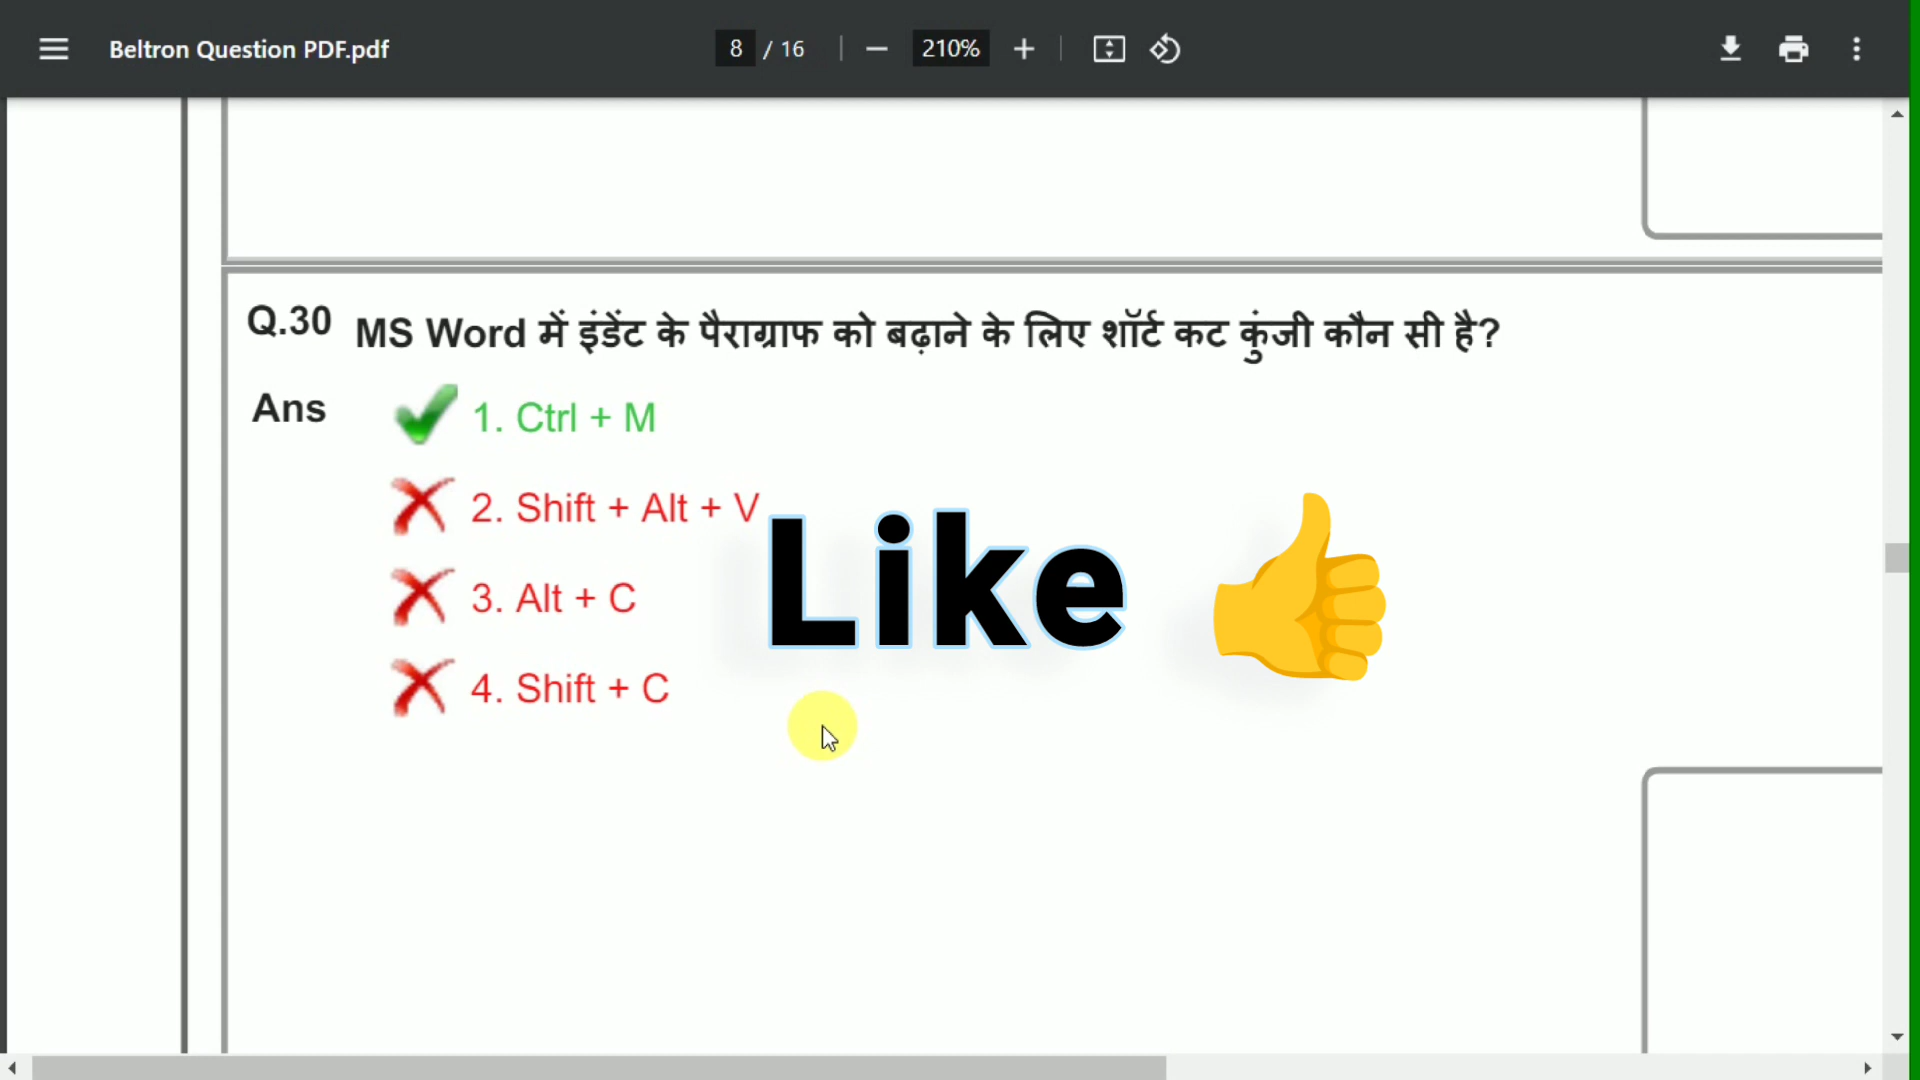 Beltron Question PDF.pdf
8 / 16
210%
Q.30 MS Word में इंडेंट के पैराग्राफ को बढ़ाने के लिए शॉर्ट कट कुंजी कौन सी है?
Ans 1. Ctrl + M
2. Shift + Alt + V
3. Alt + C
4. Shift + C
Like